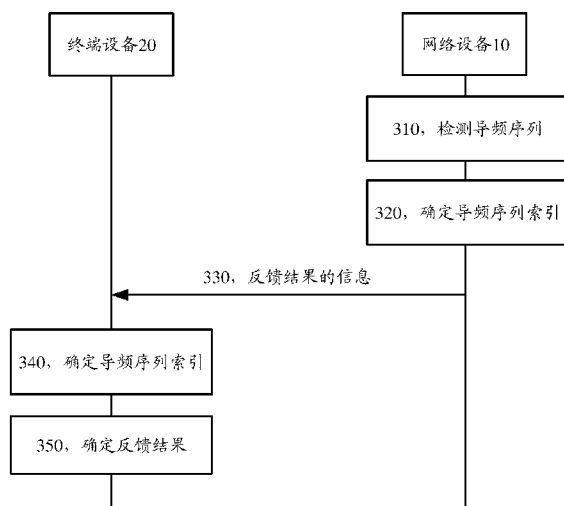 终端设备20
网络设备10
310，检测导频序列
320，确定导频序列索引
330，反馈结果的信息
340，确定导频序列索引
350，确定反馈结果